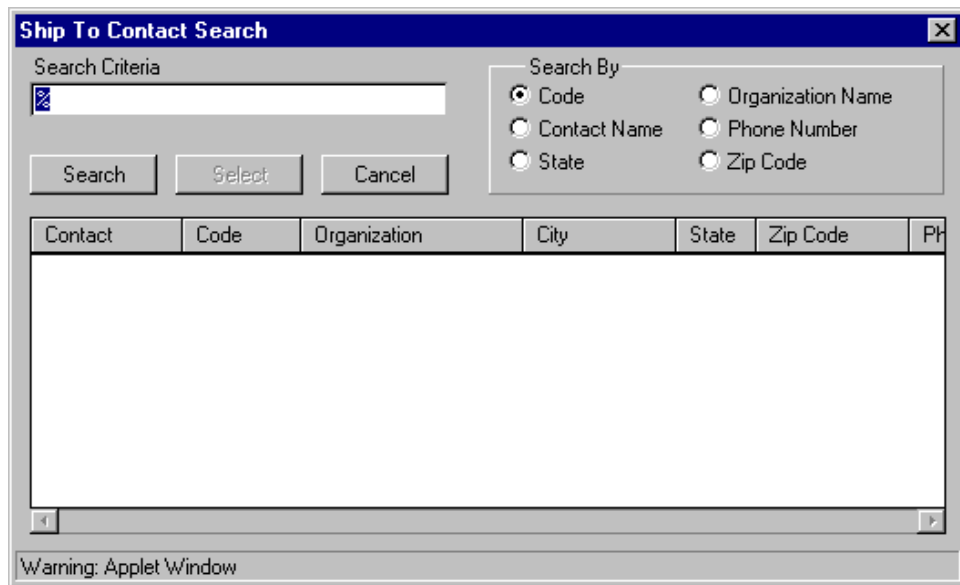 Ship To Contact Search
Search Criteria
%
Search By
Code
Organization Name
Contact Name
Phone Number
State
Zip Code
Search Select Cancel
Contact Code Organization City State Zip Code Ph
Warning: Applet Window